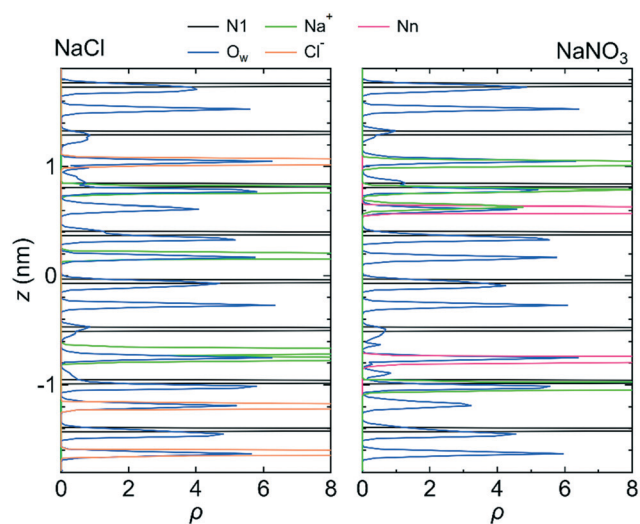 N1 Na⁺ Nn
NaCl O_w Cl⁻ NaNO₃
1
0
-1
z (nm)
0 2 4 6 8 0 2 4 6 8
ρ ρ